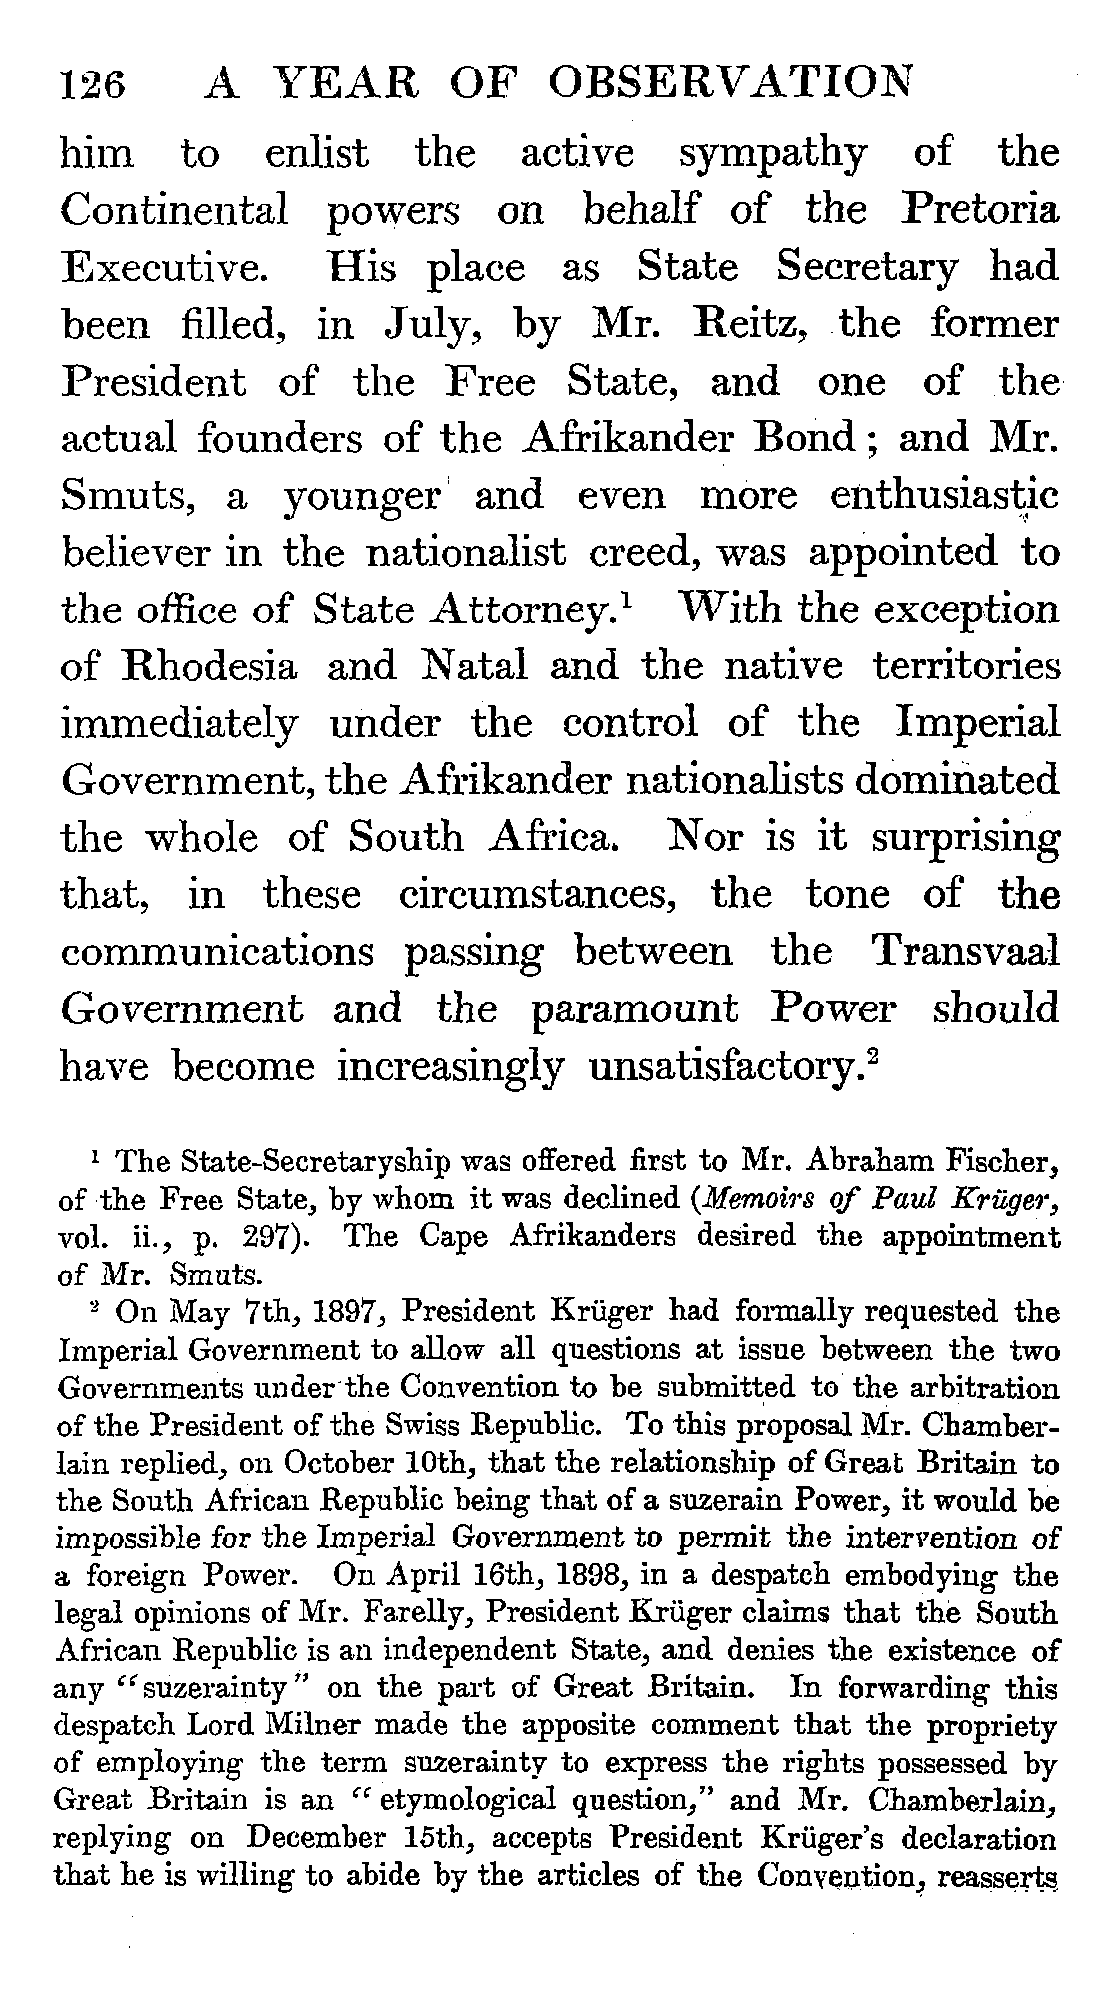 126 A YEAR OF OBSERVATION
him to enlist the active sympathy of the
Continental powers on behalf of the Pretoria
Executive. His place as State Secretary had
been filled, in July, by Mr. Reitz, the former
President of the Free State, and one of the
actual founders of the Afrikander Bond; and Mr.
Smuts, a younger and even more enthusiastic
believer in the nationalist creed, was appointed to
the office of State Attorney.¹ With the exception
of Rhodesia and Natal and the native territories
immediately under the control of the Imperial
Government, the Afrikander nationalists dominated
the whole of South Africa. Nor is it surprising
that, in these circumstances, the tone of the
communications passing between the Transvaal
Government and the paramount Power should
have become increasingly unsatisfactory.²
¹ The State-Secretaryship was offered first to Mr. Abraham Fischer,
of the Free State, by whom it was declined (Memoirs of Paul Krüger,
vol. ii., p. 297). The Cape Afrikanders desired the appointment
of Mr. Smuts.
² On May 7th, 1897, President Krüger had formally requested the
Imperial Government to allow all questions at issue between the two
Governments under the Convention to be submitted to the arbitration
of the President of the Swiss Republic. To this proposal Mr. Chamber-
lain replied, on October 10th, that the relationship of Great Britain to
the South African Republic being that of a suzerain Power, it would be
impossible for the Imperial Government to permit the intervention of
a foreign Power. On April 16th, 1898, in a despatch embodying the
legal opinions of Mr. Farelly, President Krüger claims that the South
African Republic is an independent State, and denies the existence of
any "suzerainty" on the part of Great Britain. In forwarding this
despatch Lord Milner made the apposite comment that the propriety
of employing the term suzerainty to express the rights possessed by
Great Britain is an "etymological question," and Mr. Chamberlain,
replying on December 15th, accepts President Krüger's declaration
that he is willing to abide by the articles of the Convention, reasserts